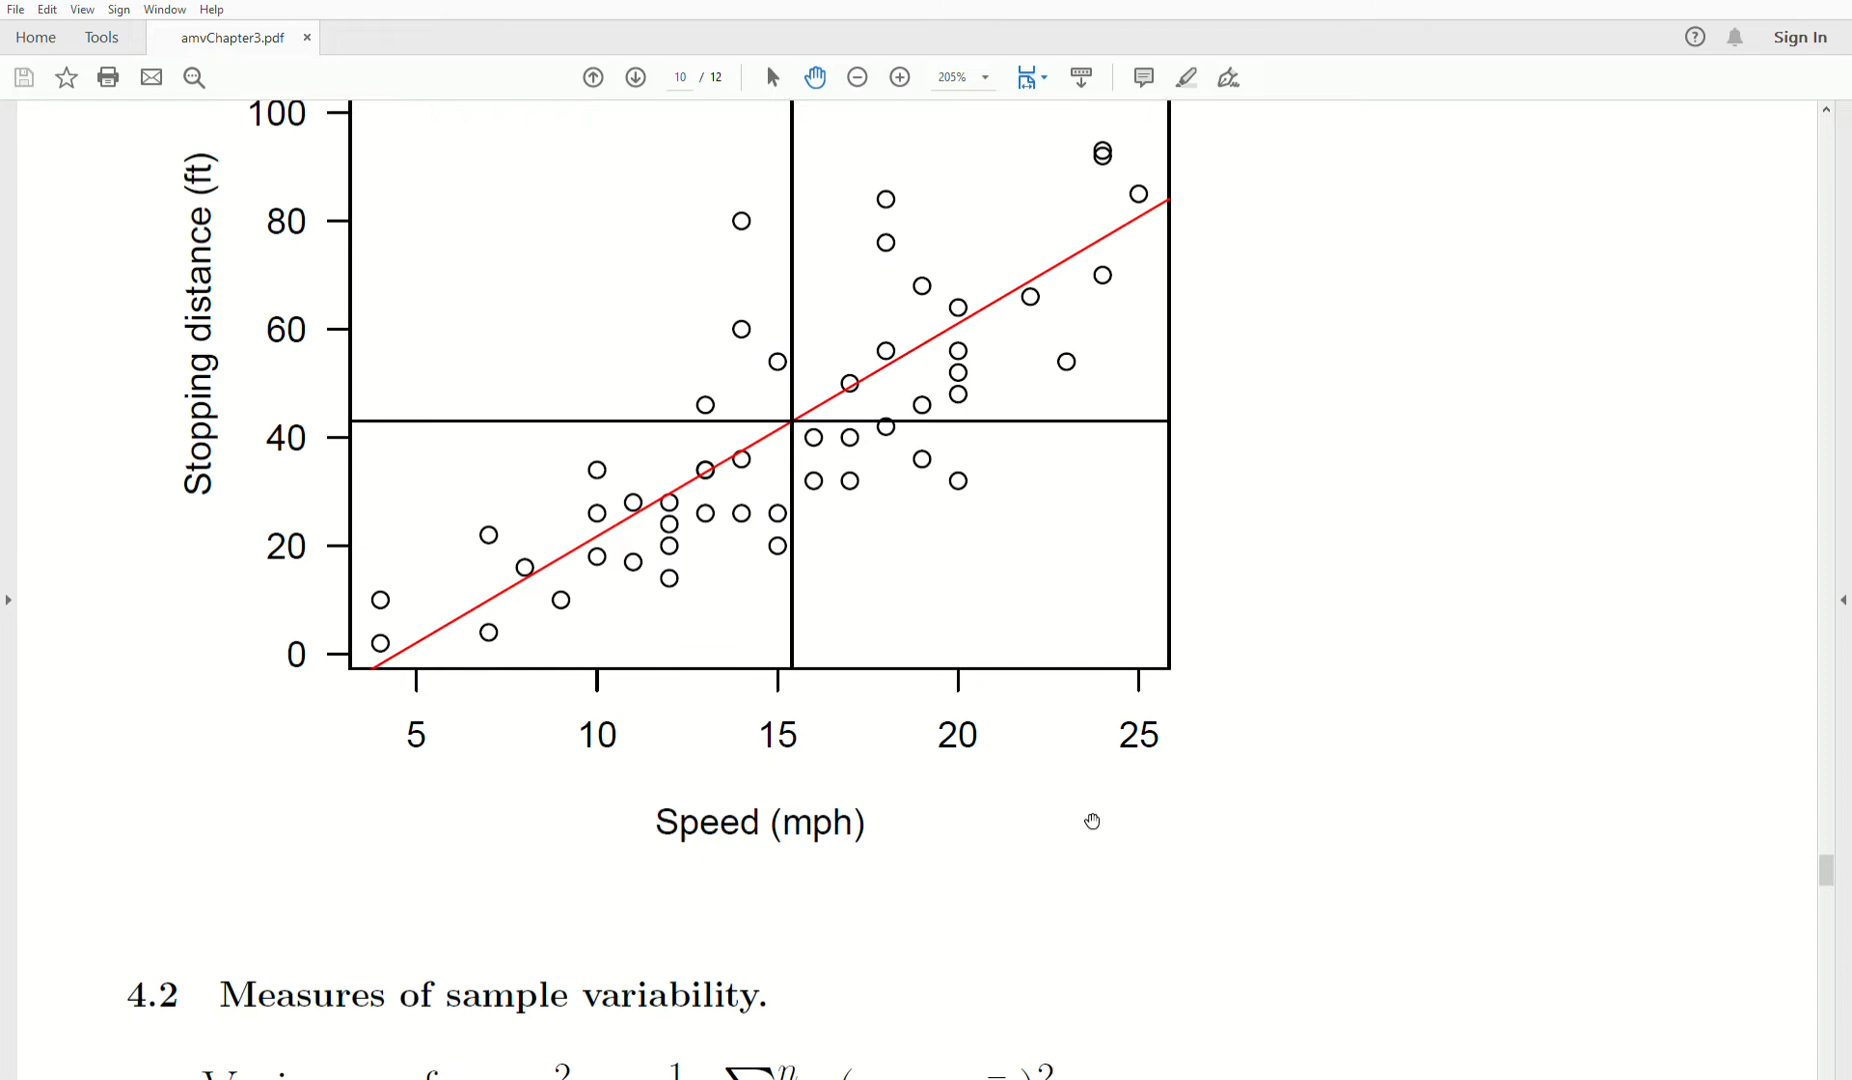 File Edit View Sign Window Help
Home Tools amvChapter3.pdf × Sign In
10 / 12 205%
100
80
60
40
20
0
Stopping distance (ft)
5 10 15 20 25
Speed (mph)
4.2 Measures of sample variability.